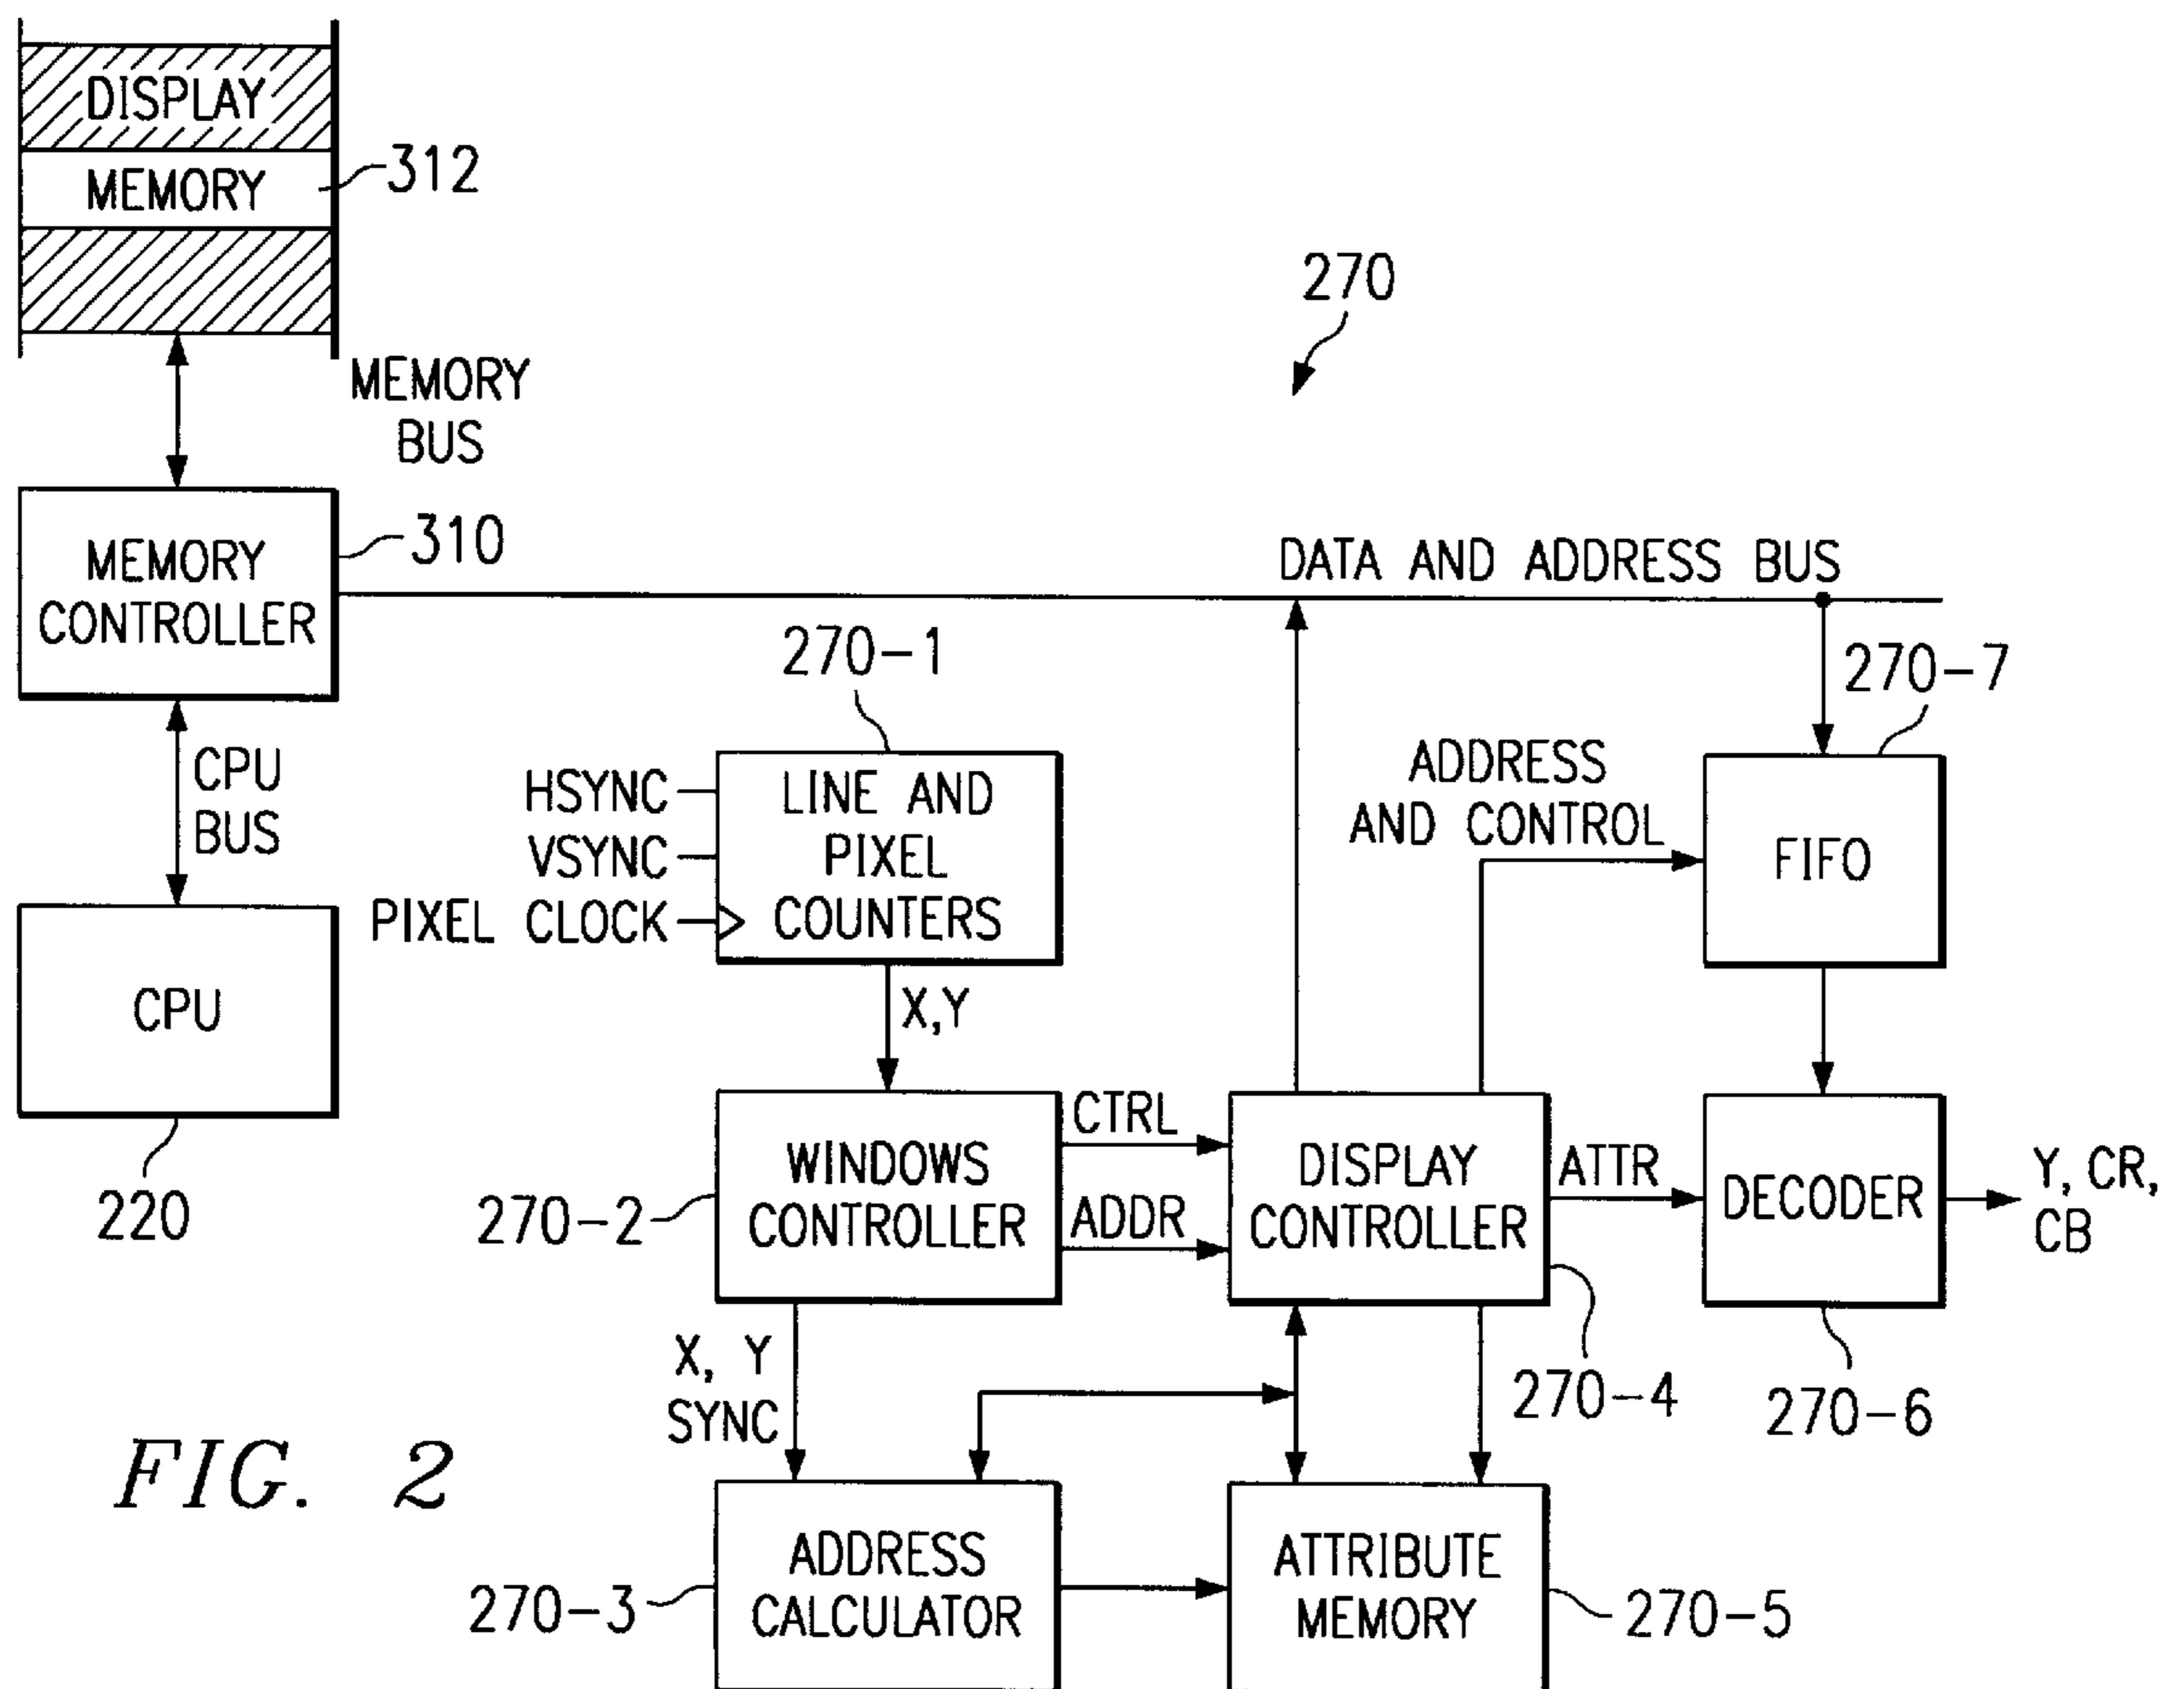 DISPLAY
MEMORY
312
270
MEMORY
BUS
MEMORY
CONTROLLER
310
DATA AND ADDRESS BUS
270-1
270-7
CPU
BUS
HSYNC
VSYNC
PIXEL CLOCK
LINE AND
PIXEL
COUNTERS
ADDRESS
AND CONTROL
FIFO
CPU
220
X,Y
WINDOWS
CONTROLLER
270-2
CTRL
ADDR
DISPLAY
CONTROLLER
270-4
ATTR
DECODER
270-6
Y, CR,
CB
X, Y
SYNC
FIG. 2
ADDRESS
CALCULATOR
270-3
ATTRIBUTE
MEMORY
270-5